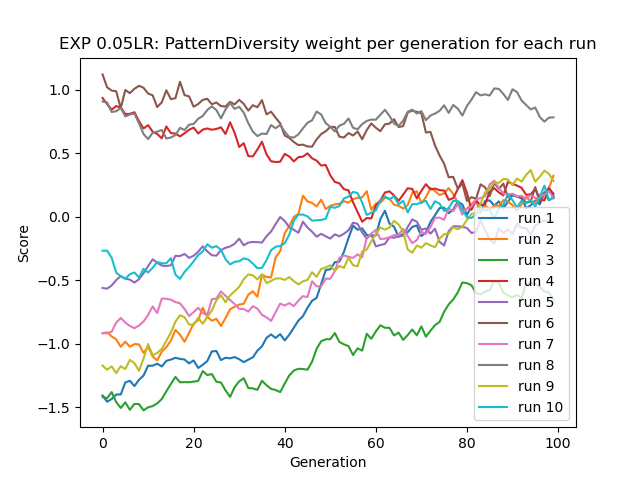 EXP 0.05LR: PatternDiversity weight per generation for each run
Score
1.0
0.5
0.0
−0.5
−1.0
−1.5
0 20 40 60 80 100
Generation
run 1
run 2
run 3
run 4
run 5
run 6
run 7
run 8
run 9
run 10